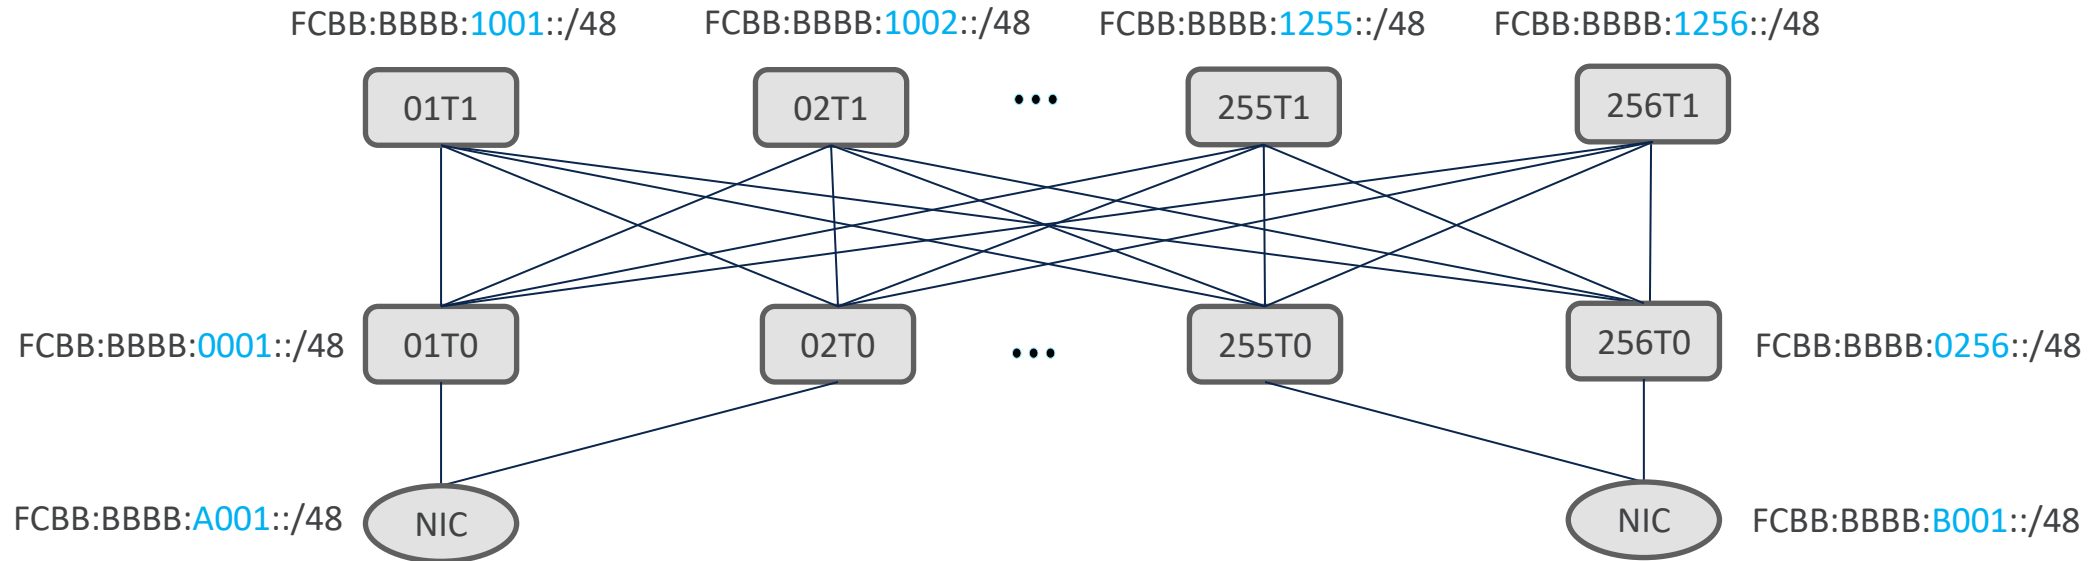 FCBB:BBBB:1001::/48
FCBB:BBBB:1002::/48
FCBB:BBBB:1255::/48
FCBB:BBBB:1256::/48
01T1
02T1
...
255T1
256T1
FCBB:BBBB:0001::/48
01T0
02T0
...
255T0
256T0
FCBB:BBBB:0256::/48
FCBB:BBBB:A001::/48
NIC
NIC
FCBB:BBBB:B001::/48